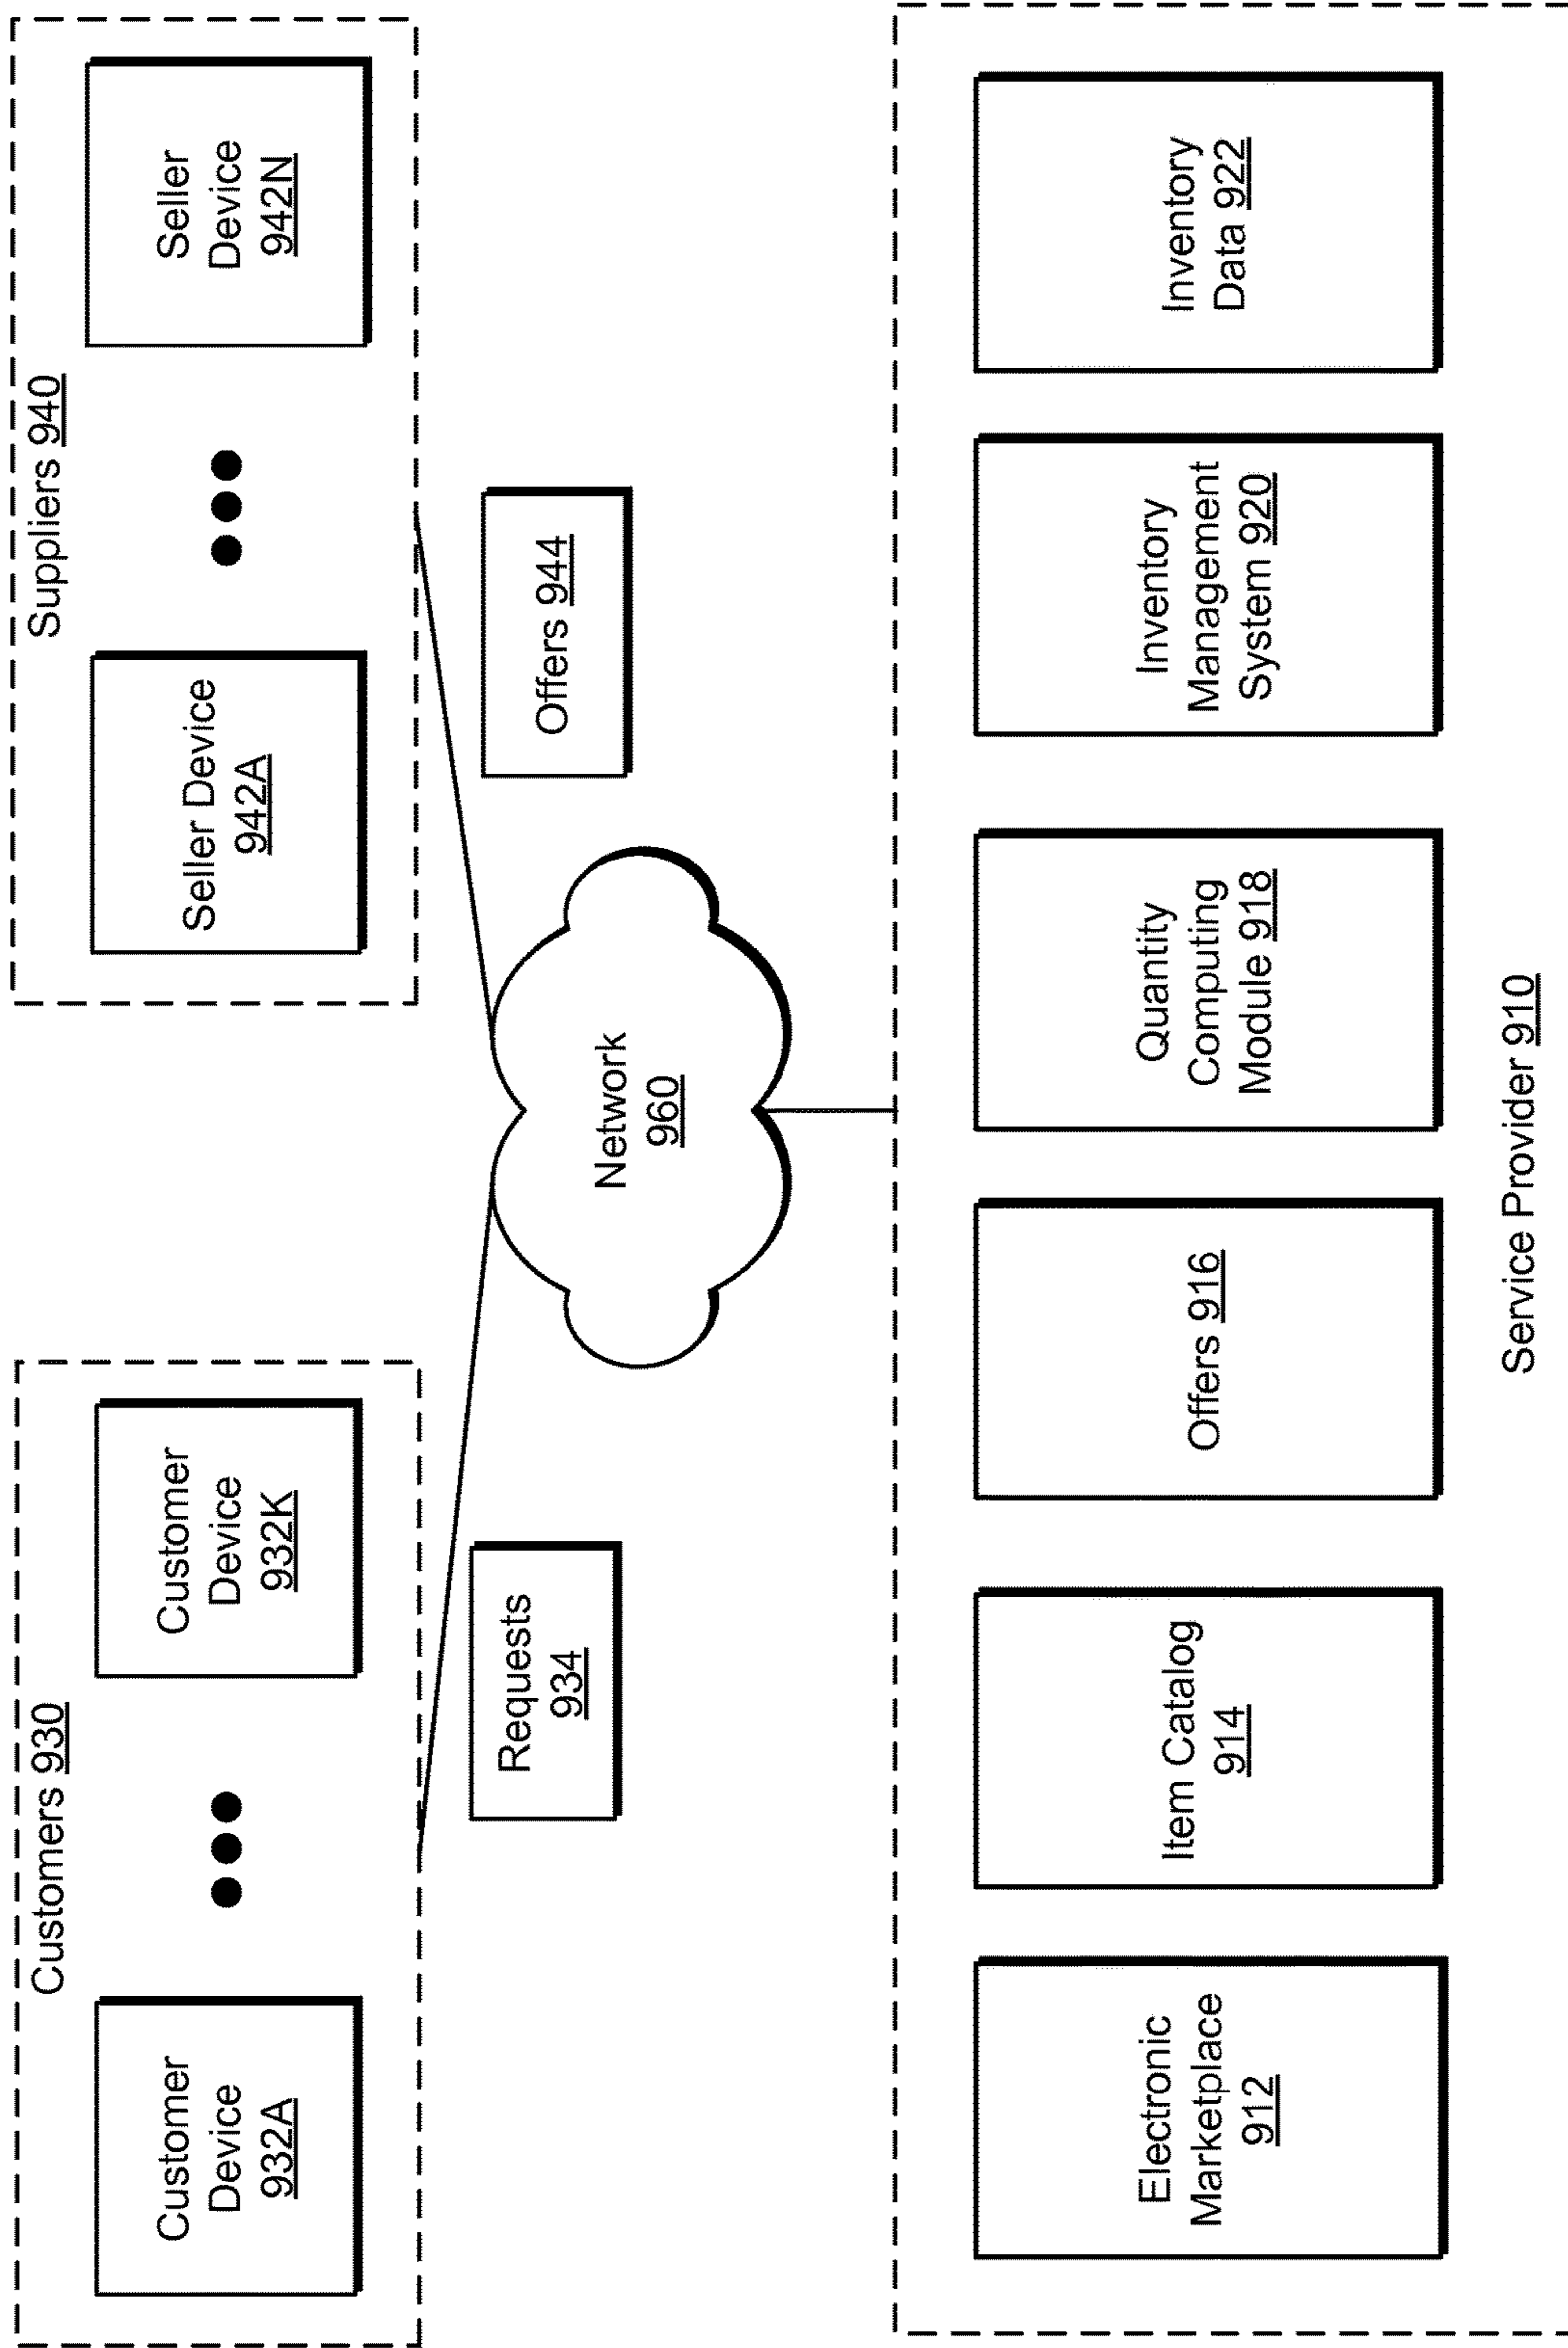 Customers 930
Customer
Device
932A
Customer
Device
932K
Suppliers 940
Seller Device
942A
Seller
Device
942N
Requests
934
Offers 944
Network
960
Electronic
Marketplace
912
Item Catalog
914
Offers 916
Quantity
Computing
Module 918
Inventory
Management
System 920
Inventory
Data 922
Service Provider 910